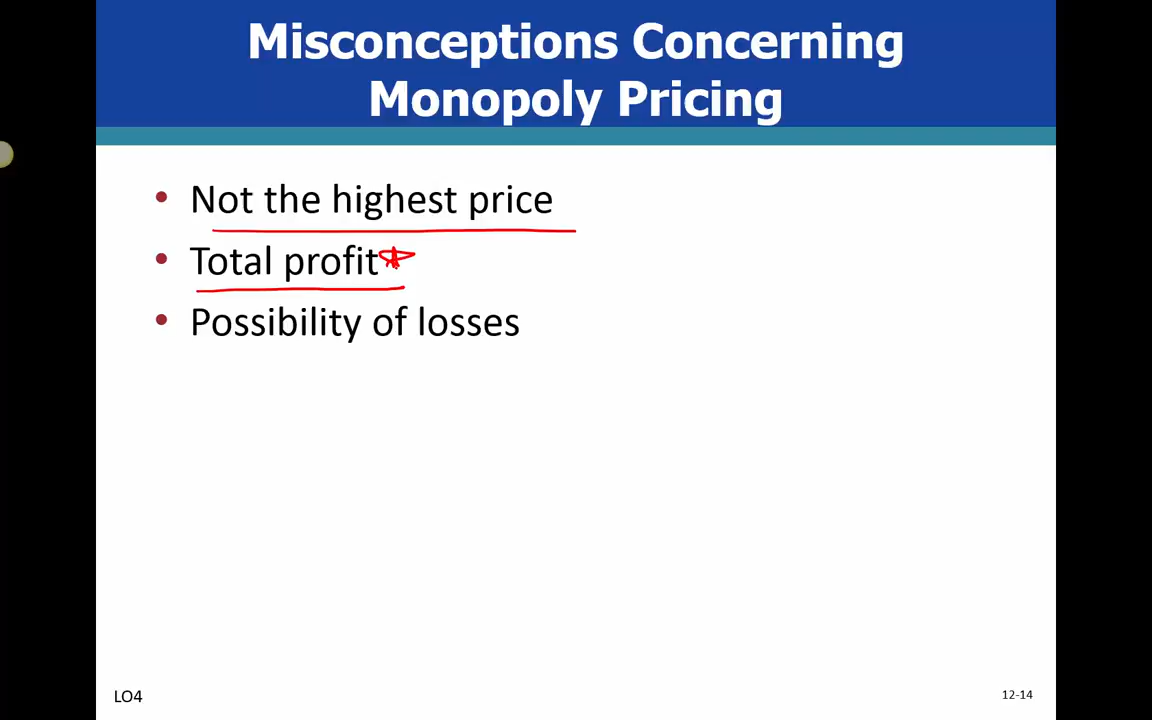 Misconceptions Concerning
Monopoly Pricing
• Not the highest price
• Total profit
• Possibility of losses
LO4
12-14